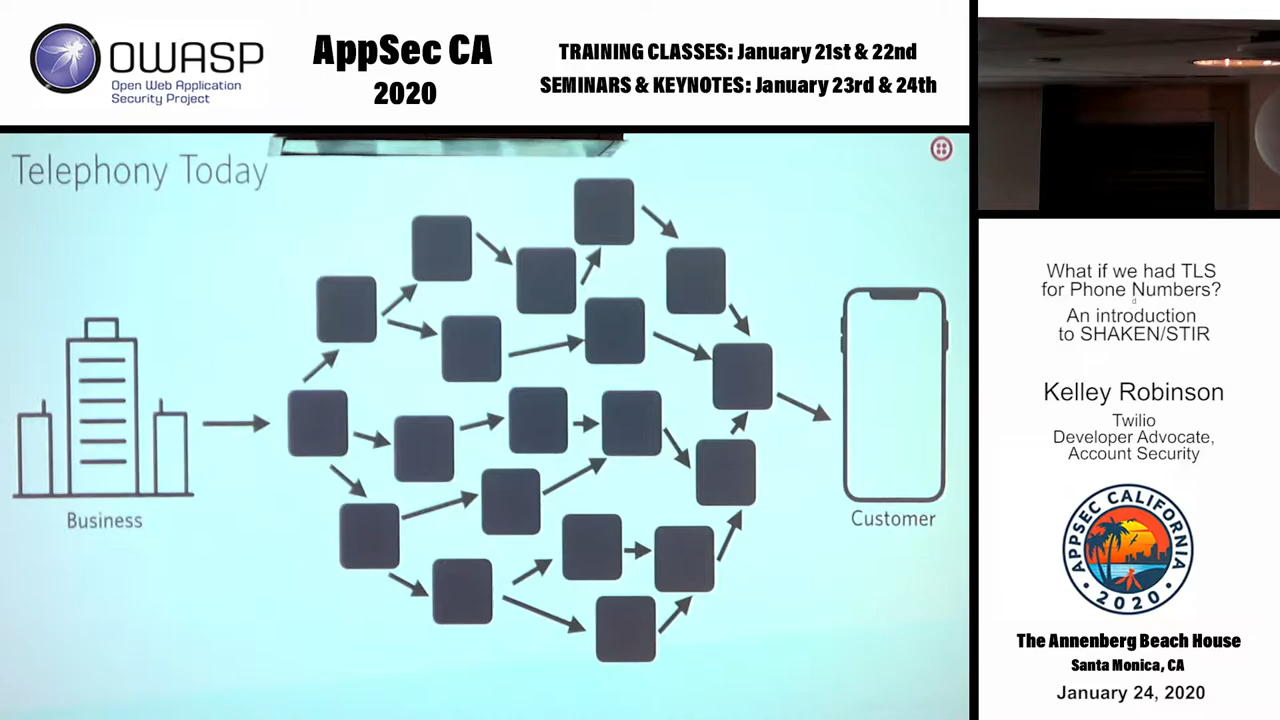 OWASP
Open Web Application
Security Project
AppSec CA
2020
TRAINING CLASSES: January 21st & 22nd
SEMINARS & KEYNOTES: January 23rd & 24th
Telephony Today
Business
Customer
What if we had TLS
for Phone Numbers?
d
An introduction
to SHAKEN/STIR
Kelley Robinson
Twilio
Developer Advocate,
Account Security
APPSEC CALIFORNIA
2020
The Annenberg Beach House
Santa Monica, CA
January 24, 2020